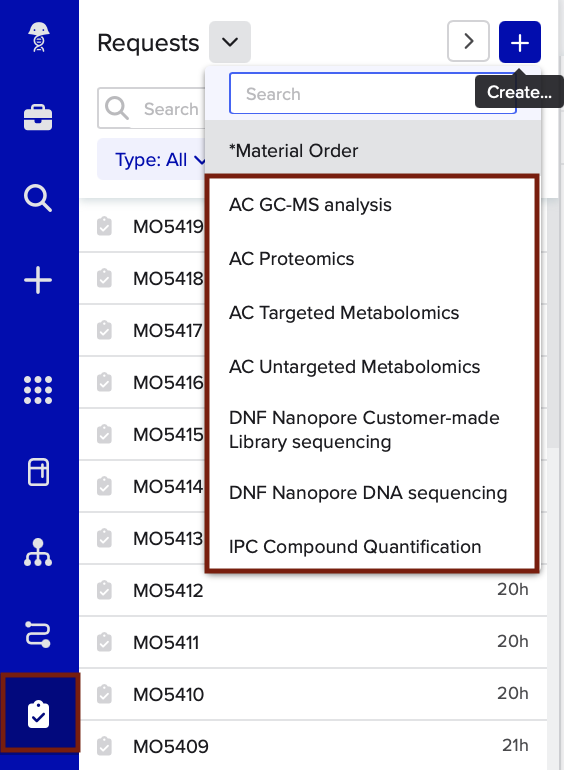 Requests
Search
Create...
Search
*Material Order
Type: All
AC GC-MS analysis
MO5419
AC Proteomics
MO5418
AC Targeted Metabolomics
MO5417
AC Untargeted Metabolomics
MO5416
DNF Nanopore Customer-made
Library sequencing
MO5415
DNF Nanopore DNA sequencing
MO5414
IPC Compound Quantification
MO5413
MO5412 20h
MO5411 20h
MO5410 20h
MO5409 21h